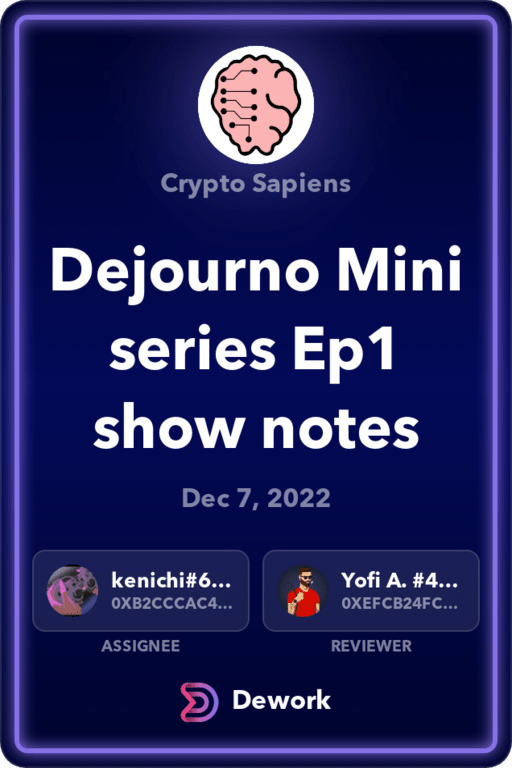 Crypto Sapiens
Dejourno Mini
series Ep1
show notes
Dec 7, 2022
kenichi#6...
0XB2CCCAC4...
ASSIGNEE
Yofi A. #4...
0XEFCB24FC...
REVIEWER
Dework